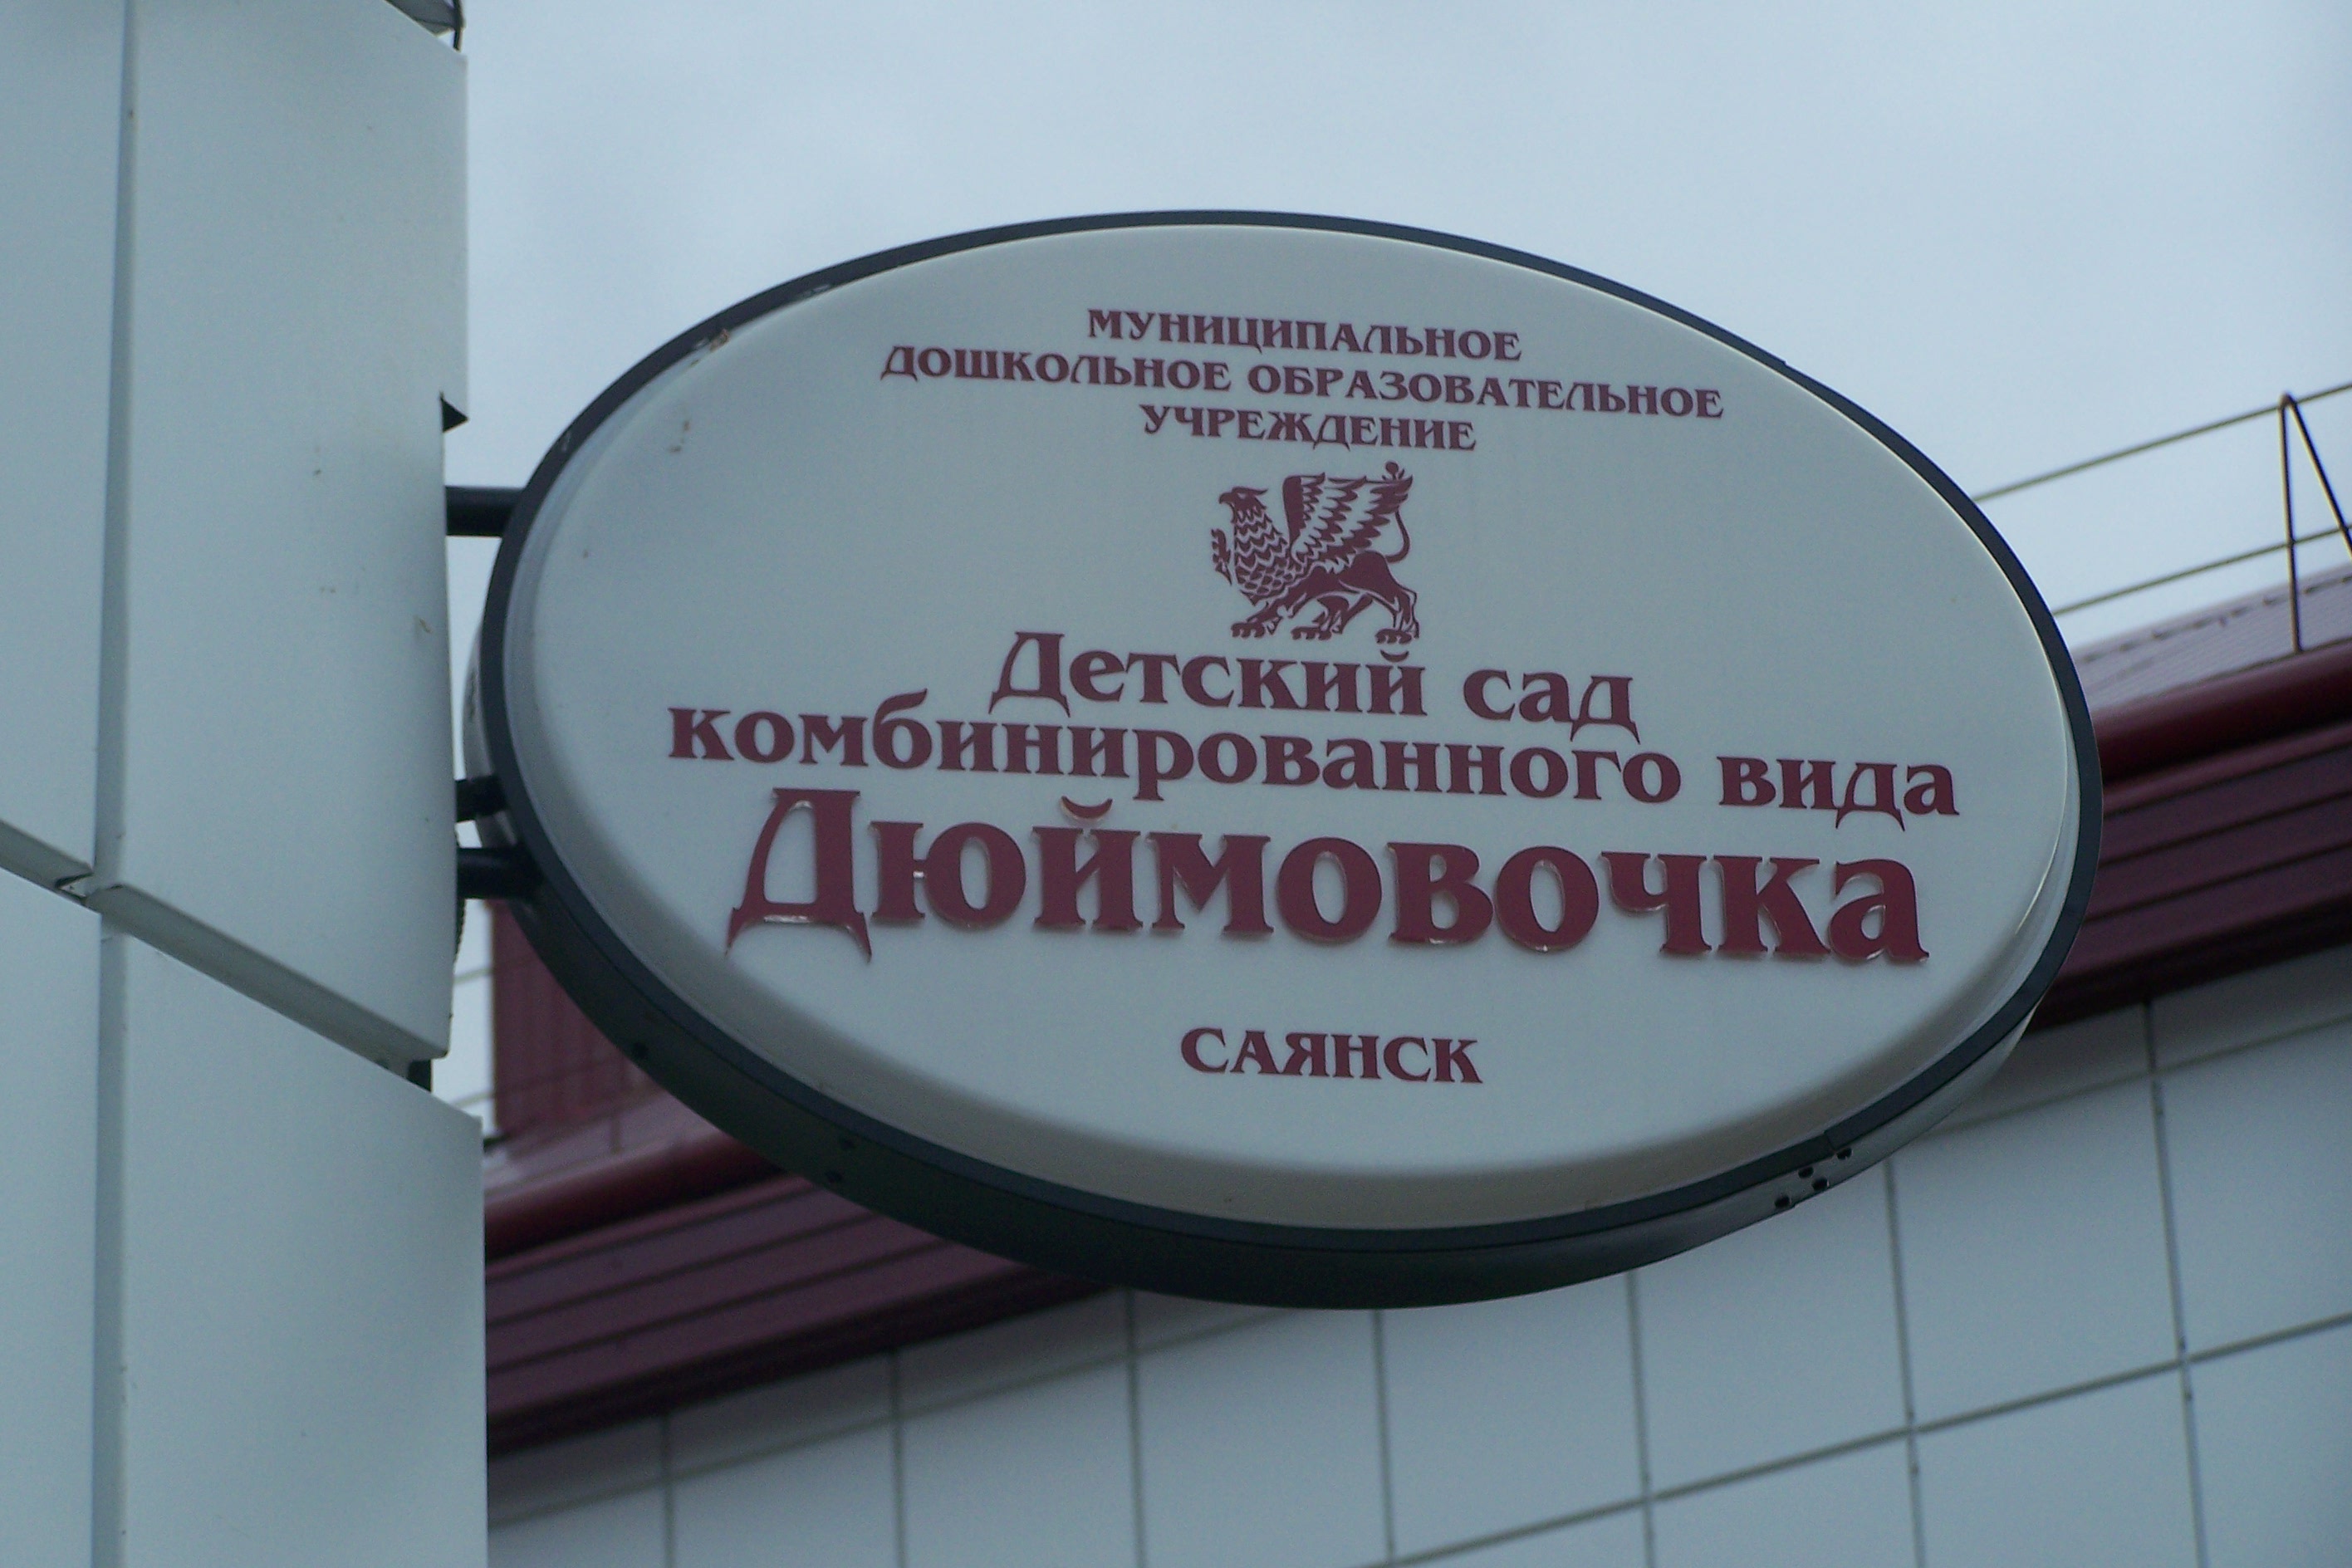 МУНИЦИПАЛЬНОЕ
ДОШКОЛЬНОЕ ОБРАЗОВАТЕЛЬНОЕ
УЧРЕЖДЕНИЕ
Детский сад
комбинированного вида
Дюймовочка
САЯНСК